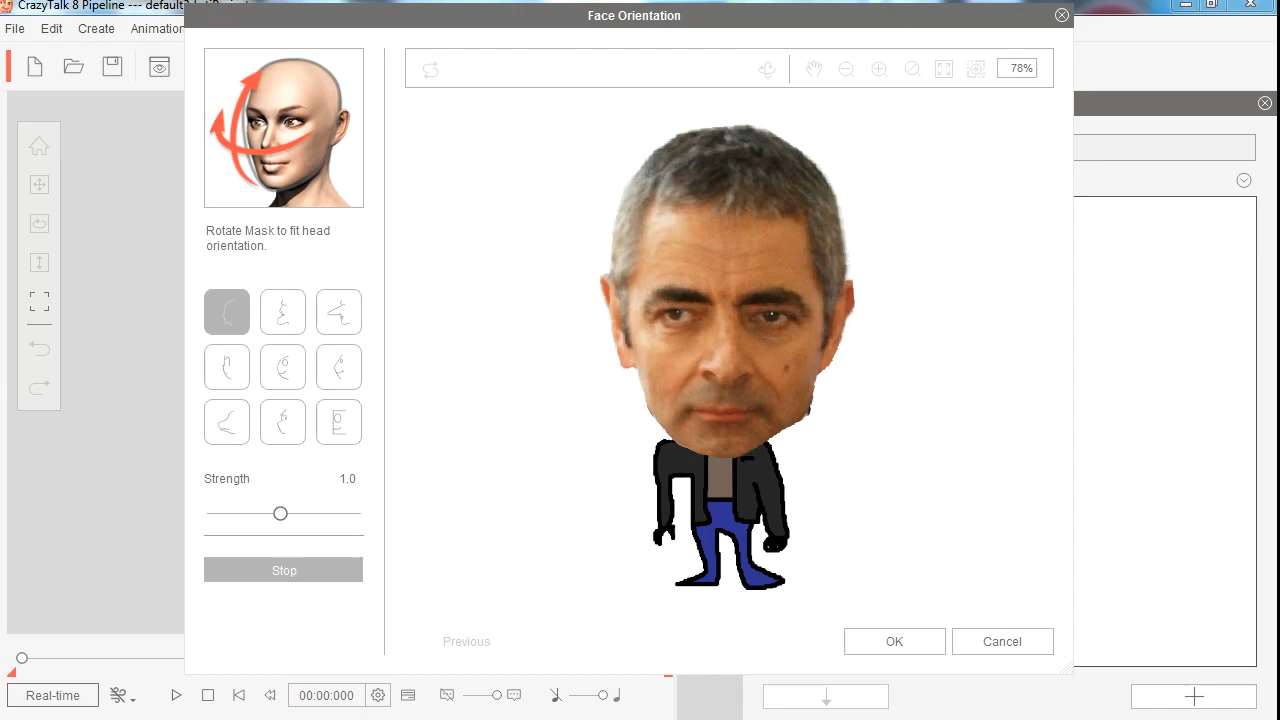 CrazyTalk 8 Pipeline --- default
Face Orientation
File Edit Create Animation
78%
Rotate Mask to fit head
orientation.
Strength 1.0
Stop
Previous
OK
Cancel
Real-time
00:00:000